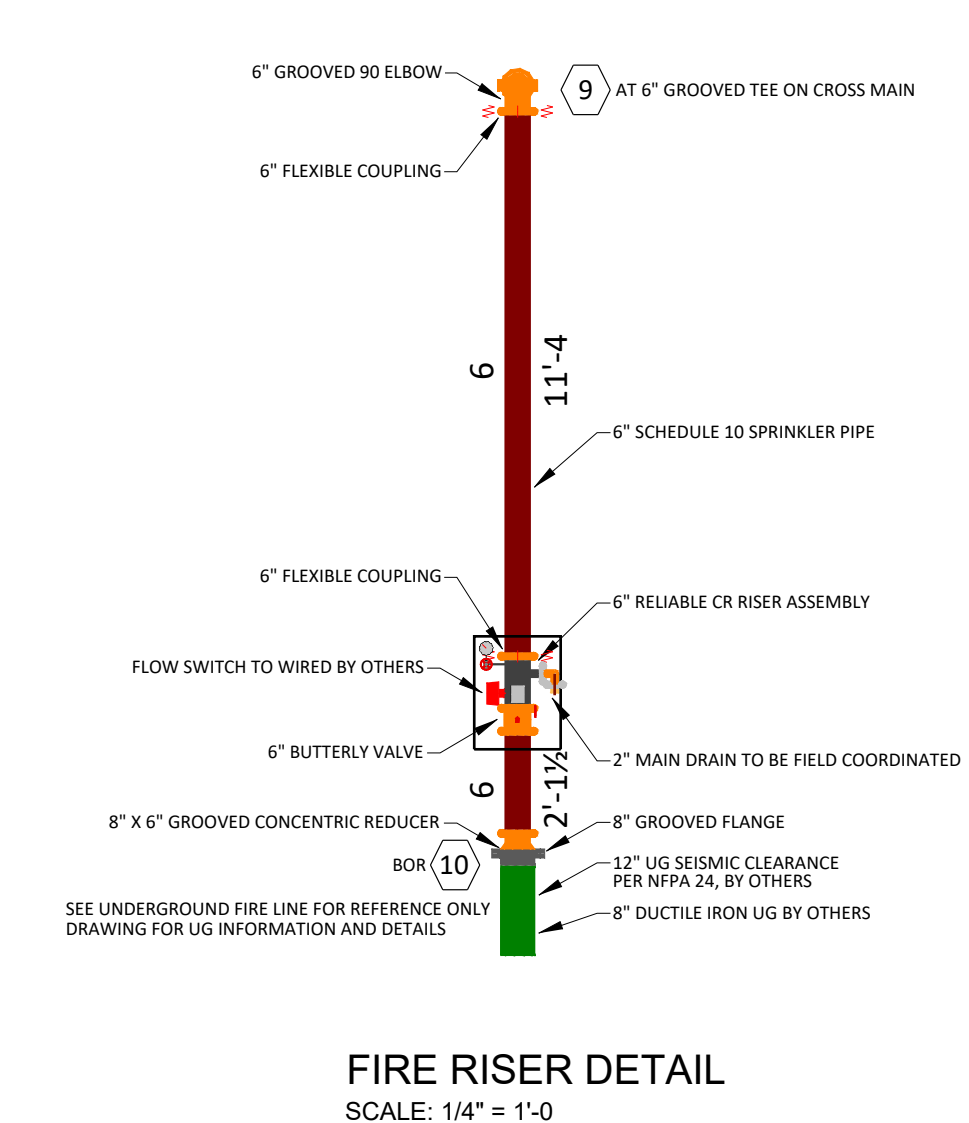 6" GROOVED 90 ELBOW
9
AT 6" GROOVED TEE ON CROSS MAIN
6" FLEXIBLE COUPLING
6
11'-4
6" SCHEDULE 10 SPRINKLER PIPE
6" FLEXIBLE COUPLING
6" RELIABLE CR RISER ASSEMBLY
FLOW SWITCH TO WIRED BY OTHERS
6" BUTTERLY VALVE
2" MAIN DRAIN TO BE FIELD COORDINATED
6
2'-1½
8" X 6" GROOVED CONCENTRIC REDUCER
8" GROOVED FLANGE
BOR
10
12" UG SEISMIC CLEARANCE
PER NFPA 24, BY OTHERS
SEE UNDERGROUND FIRE LINE FOR REFERENCE ONLY
DRAWING FOR UG INFORMATION AND DETAILS
8" DUCTILE IRON UG BY OTHERS
FIRE RISER DETAIL
SCALE: 1/4" = 1'-0